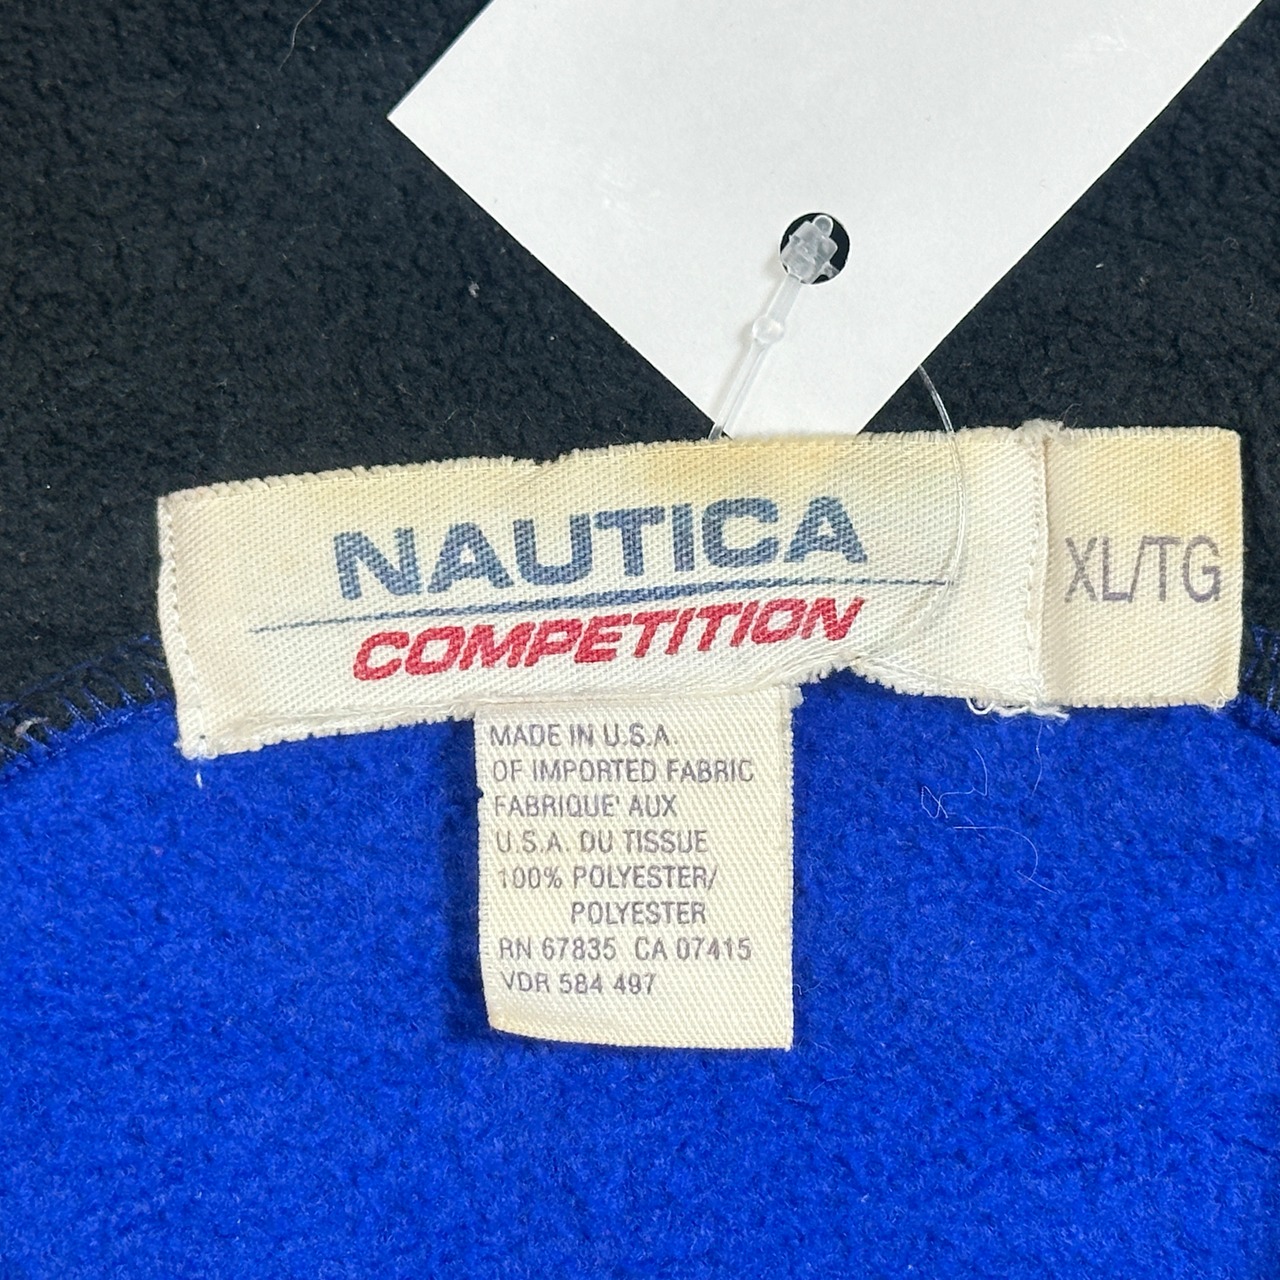 NAUTICA
COMPETITION
XL/TG
MADE IN U.S.A.
OF IMPORTED FABRIC
FABRIQUE' AUX
U.S.A. DU TISSUE
100% POLYESTER/
POLYESTER
RN 67835 CA 07415
VDR 584 497